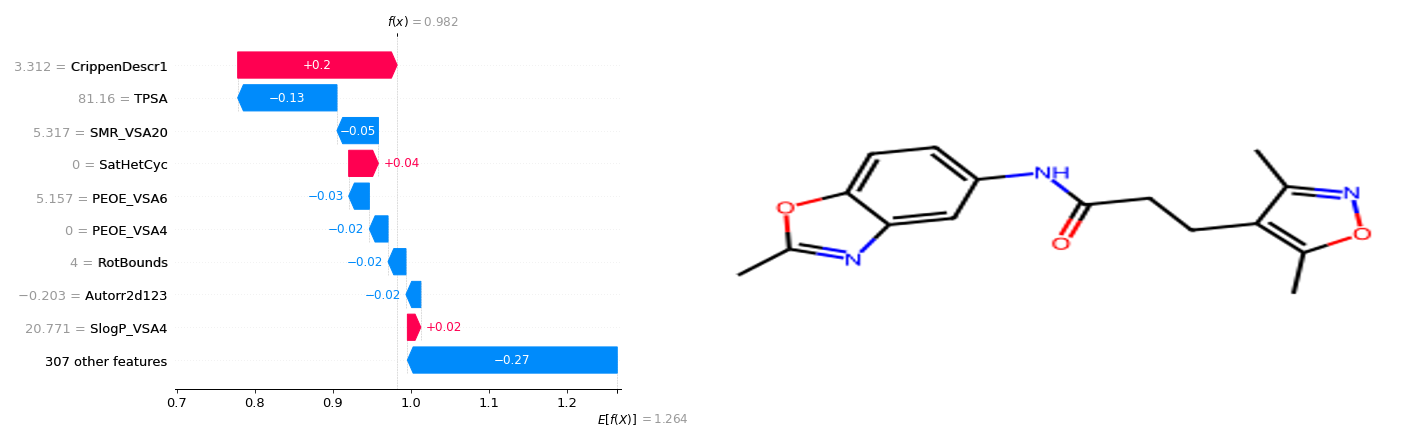 f(x) = 0.982
3.312 = CrippenDescr1 +0.2
81.16 = TPSA −0.13
5.317 = SMR_VSA20 −0.05
0 = SatHetCyc +0.04
5.157 = PEOE_VSA6 −0.03
0 = PEOE_VSA4 −0.02
4 = RotBounds −0.02
−0.203 = Autorr2d123 −0.02
20.771 = SlogP_VSA4 +0.02
307 other features −0.27
0.7 0.8 0.9 1.0 1.1 1.2
E[f(X)] = 1.264
O N NH O N O